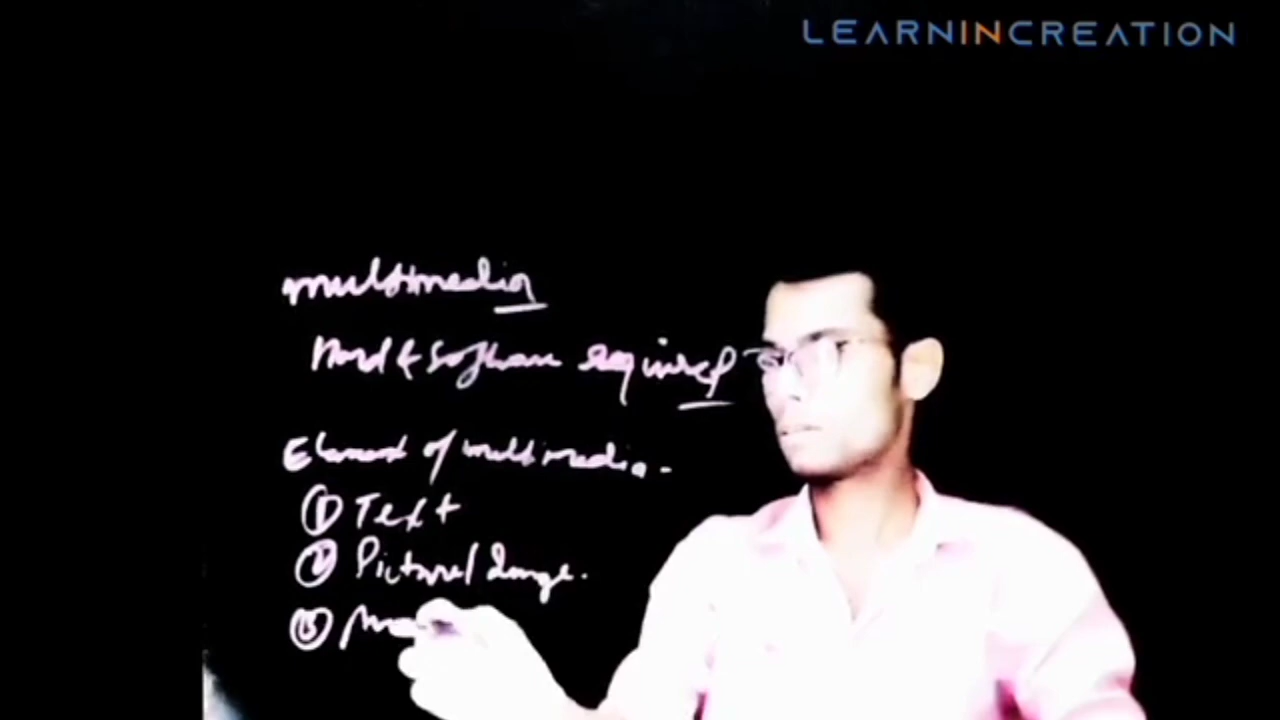 LEARNINCREATION
multimedia
Hard & Software required
Element of multimedia -
① Text
② Picture/Image.
③